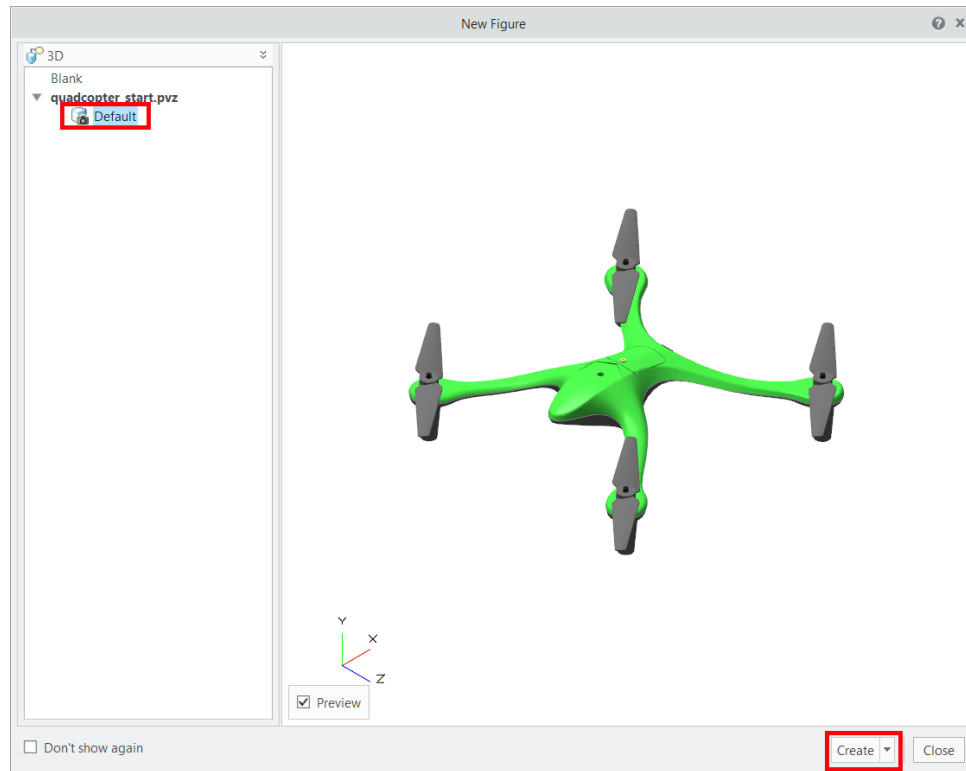 New Figure
3D
Blank
quadcopter_start.pvz
Default
Y
X
Z
Preview
Don't show again
Create
Close